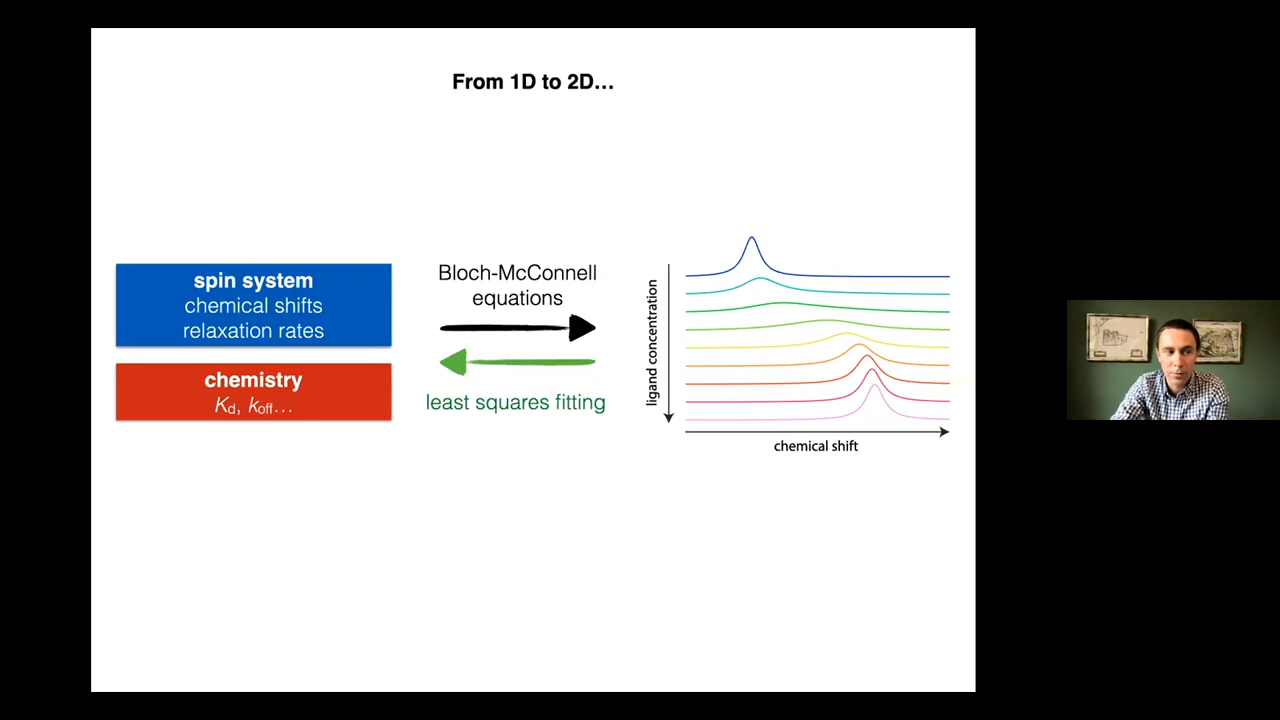 From 1D to 2D...
spin system
chemical shifts
relaxation rates
chemistry
Kd, koff...
Bloch-McConnell
equations
least squares fitting
ligand concentration
chemical shift